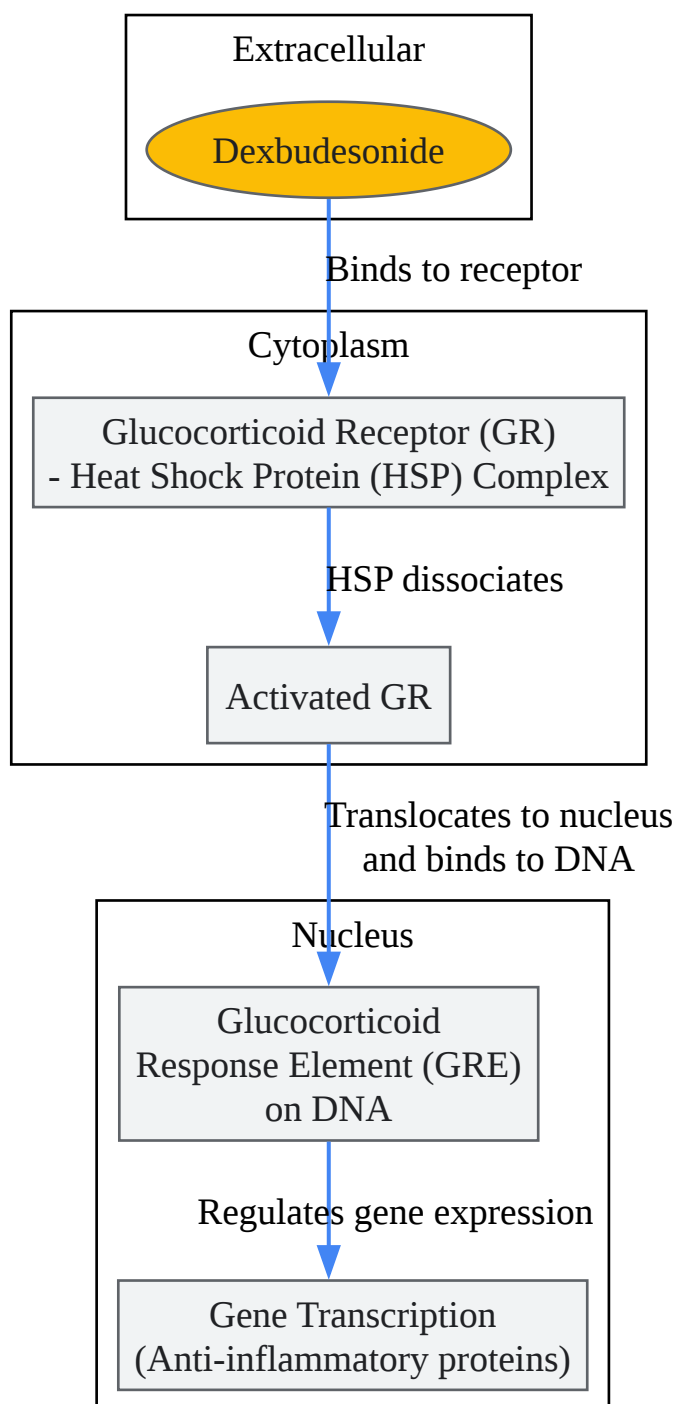 Extracellular
Dexbudesonide
Binds to receptor
Cytoplasm
Glucocorticoid Receptor (GR)
- Heat Shock Protein (HSP) Complex
HSP dissociates
Activated GR
Translocates to nucleus
and binds to DNA
Nucleus
Glucocorticoid
Response Element (GRE)
on DNA
Regulates gene expression
Gene Transcription
(Anti-inflammatory proteins)